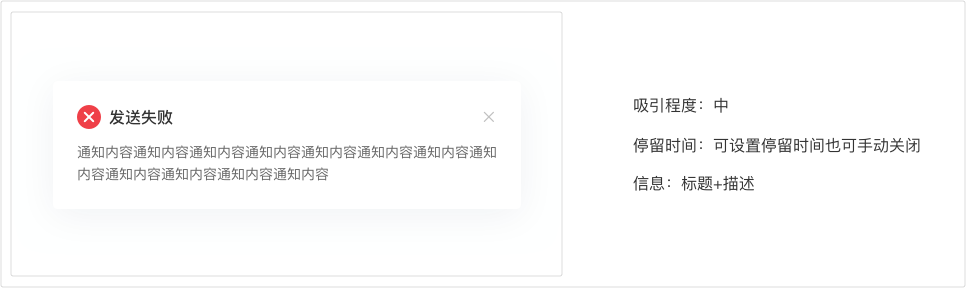 发送失败
通知内容通知内容通知内容通知内容通知内容通知内容通知内容通知
内容通知内容通知内容通知内容通知内容
吸引程度：中
停留时间：可设置停留时间也可手动关闭
信息：标题+描述